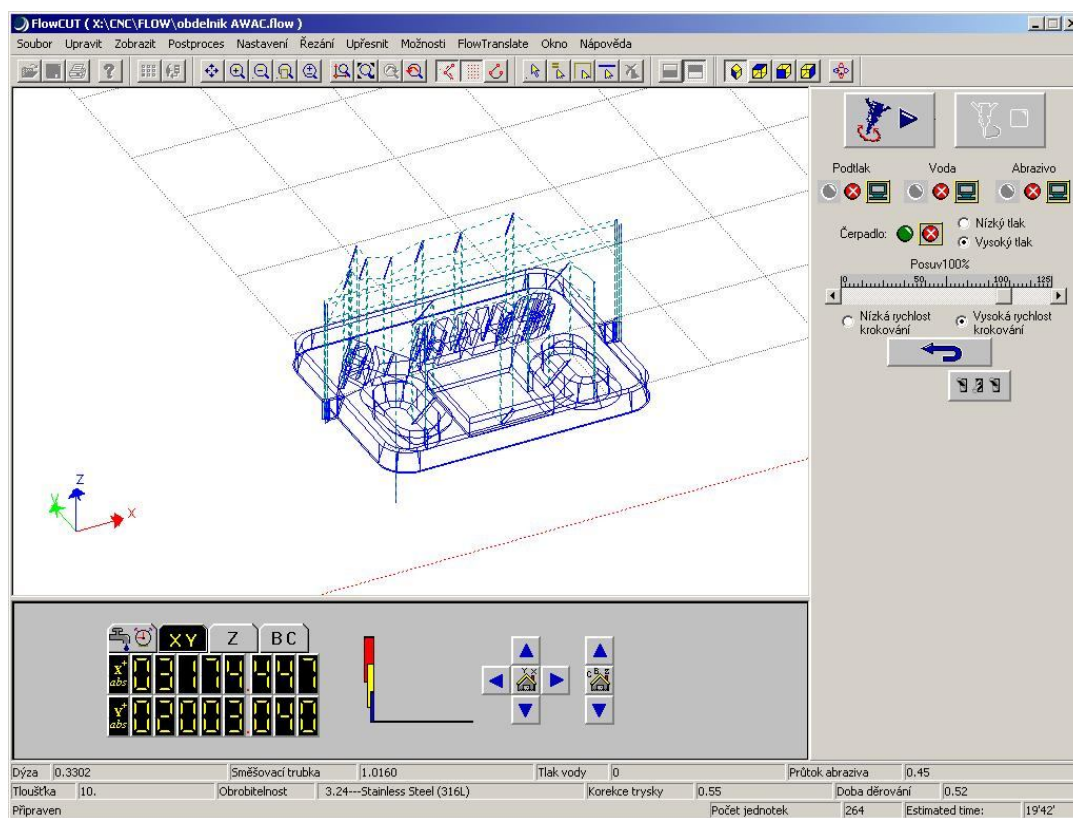 FlowCUT ( X:\CNC\FLOW\obdelnik AWAC.flow )
Soubor Upravit Zobrazit Postproces Nastavení Řezání Upřesnit Možnosti FlowTranslate Okno Nápověda
Podtlak Voda Abrazivo
Čerpadlo: Nízký tlak
Vysoký tlak
Posuv100%
0 50 100 125
Nízká rychlost krokování
Vysoká rychlost krokování
Z
Y
X
XY Z BC
X+ abs 03174.447
Y+ abs 02003.040
Y X
C B Z
Dýza 0.3302 Směšovací trubka 1.0160 Tlak vody 0 Průtok abraziva 0.45
Tloušťka 10. Obrobitelnost 3.24---Stainless Steel (316L) Korekce trysky 0.55 Doba děrování 0.52
Připraven Počet jednotek 264 Estimated time: 19'42'